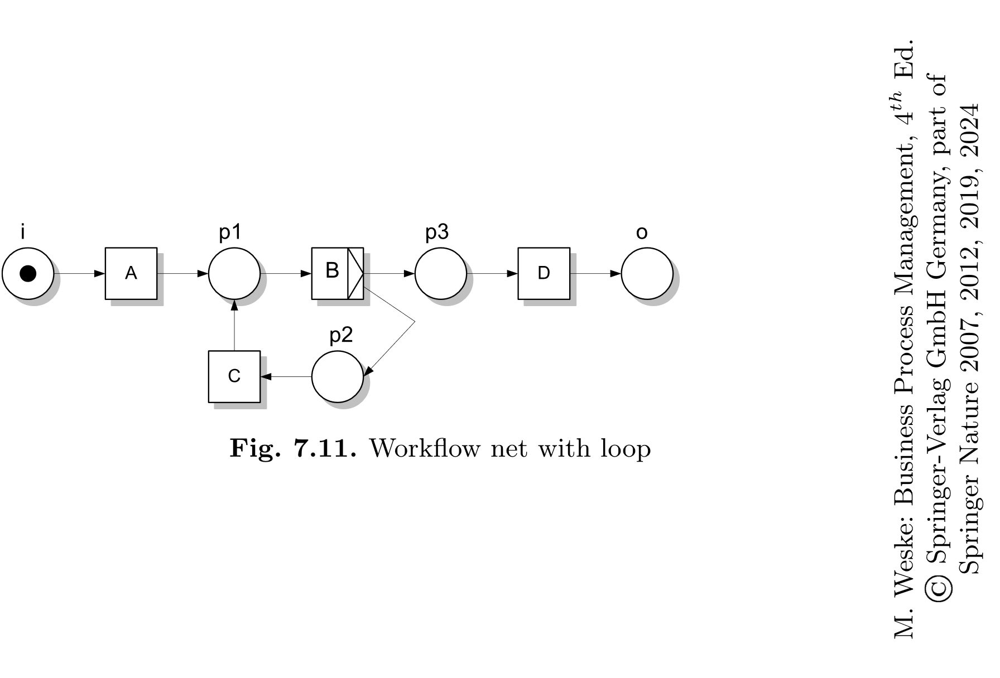 i
p1
p3
o
A
B
D
p2
C
Fig. 7.11. Workflow net with loop
M. Weske: Business Process Management, 4th Ed.
© Springer-Verlag GmbH Germany, part of
Springer Nature 2007, 2012, 2019, 2024